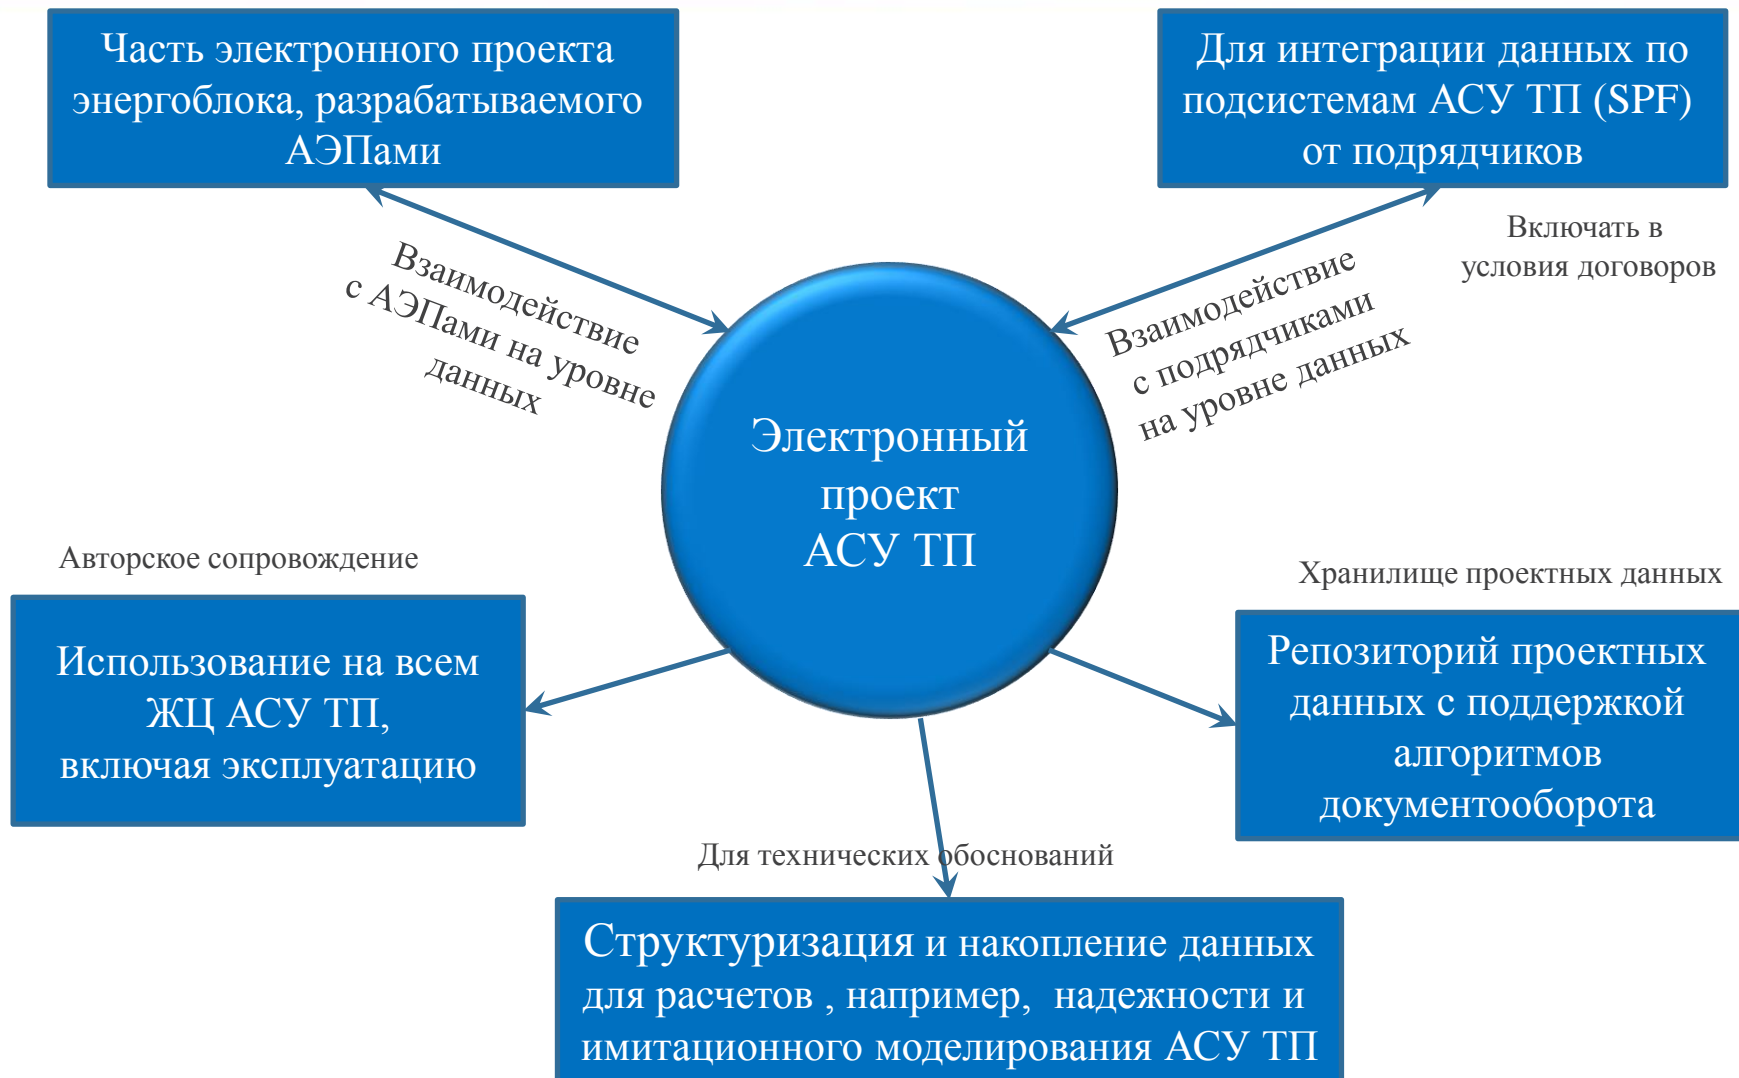 Часть электронного проекта
энергоблока, разрабатываемого
АЭПами
Для интеграции данных по
подсистемам АСУ ТП (SPF)
от подрядчиков
Включать в
условия договоров
Взаимодействие
с АЭПами на уровне
данных
Взаимодействие
с подрядчиками
на уровне данных
Электронный
проект
АСУ ТП
Авторское сопровождение
Использование на всем
ЖЦ АСУ ТП,
включая эксплуатацию
Хранилище проектных данных
Репозиторий проектных
данных с поддержкой
алгоритмов
документооборота
Для технических обоснований
Структуризация и накопление данных
для расчетов , например, надежности и
имитационного моделирования АСУ ТП